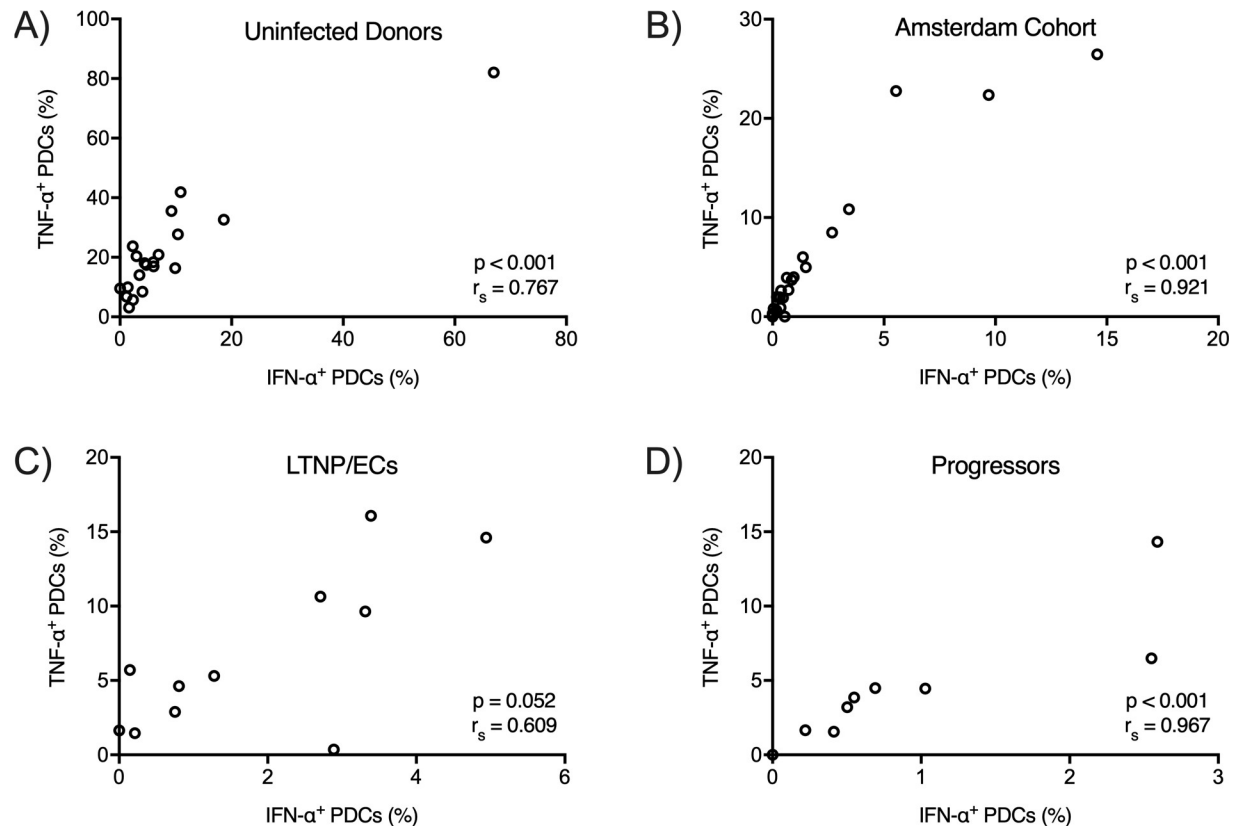 A)
Uninfected Donors
100
80
60
40
20
0
TNF-α⁺ PDCs (%)
p < 0.001
rₛ = 0.767
0 20 40 60 80
IFN-α⁺ PDCs (%)
B)
Amsterdam Cohort
30
20
10
0
TNF-α⁺ PDCs (%)
p < 0.001
rₛ = 0.921
0 5 10 15 20
IFN-α⁺ PDCs (%)
C)
LTNP/ECs
20
15
10
5
0
TNF-α⁺ PDCs (%)
p = 0.052
rₛ = 0.609
0 2 4 6
IFN-α⁺ PDCs (%)
D)
Progressors
20
15
10
5
0
TNF-α⁺ PDCs (%)
p < 0.001
rₛ = 0.967
0 1 2 3
IFN-α⁺ PDCs (%)